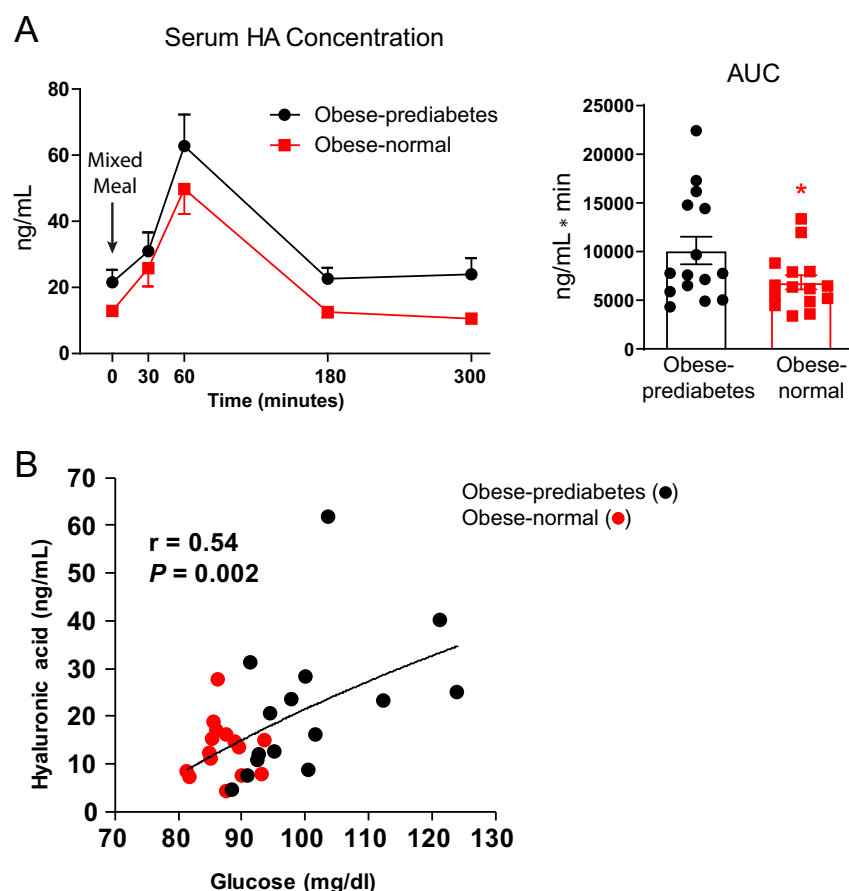 A
Serum HA Concentration
80
60
40
20
0
ng/mL
Mixed
Meal
Obese-prediabetes
Obese-normal
0 30 60 180 300
Time (minutes)
AUC
25000
20000
15000
10000
5000
0
ng/mL * min
*
Obese-
prediabetes
Obese-
normal
B
70
60
50
40
30
20
10
0
Hyaluronic acid (ng/mL)
r = 0.54
P = 0.002
Obese-prediabetes (●)
Obese-normal (●)
70 80 90 100 110 120 130
Glucose (mg/dl)